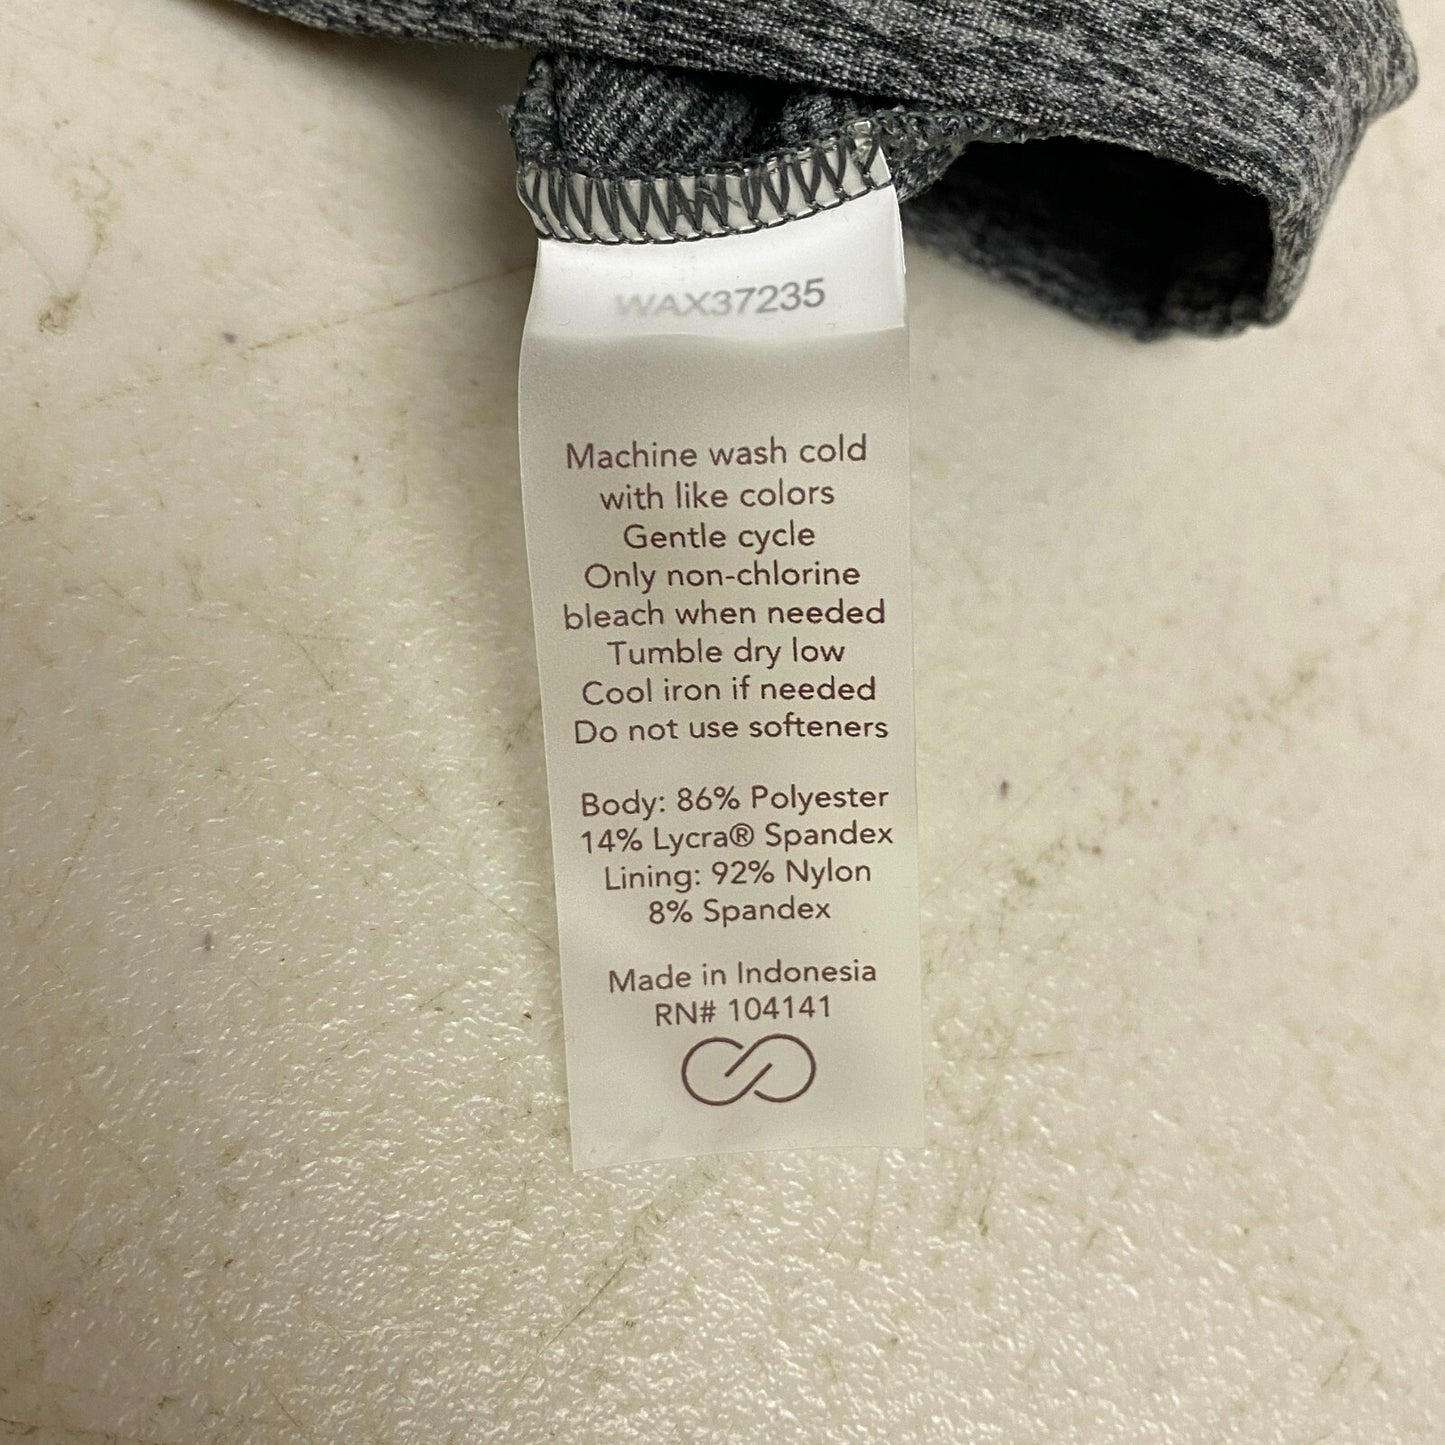 WAX37235
Machine wash cold
with like colors
Gentle cycle
Only non-chlorine
bleach when needed
Tumble dry low
Cool iron if needed
Do not use softeners
Body: 86% Polyester
14% Lycra® Spandex
Lining: 92% Nylon
8% Spandex
Made in Indonesia
RN# 104141